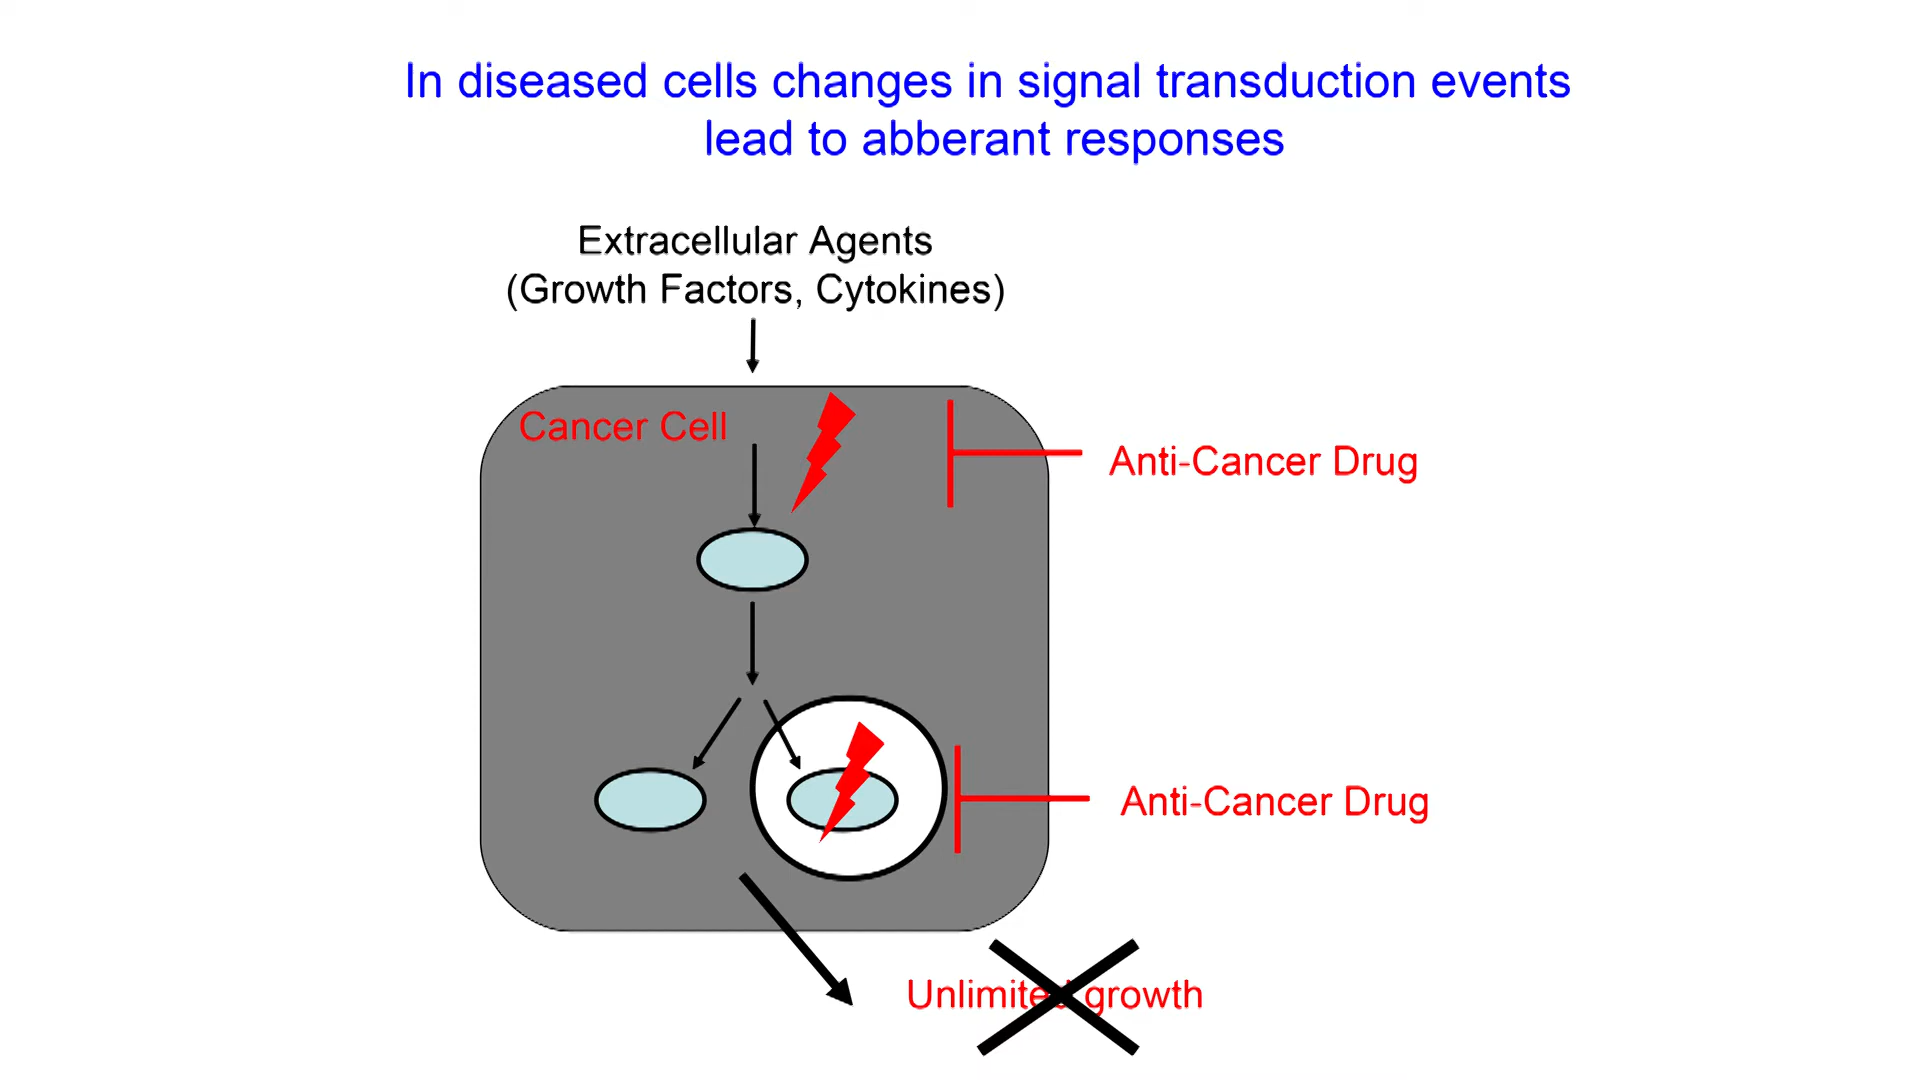 In diseased cells changes in signal transduction events
lead to abberant responses
Extracellular Agents
(Growth Factors, Cytokines)
Cancer Cell
Anti-Cancer Drug
Anti-Cancer Drug
Unlimited growth